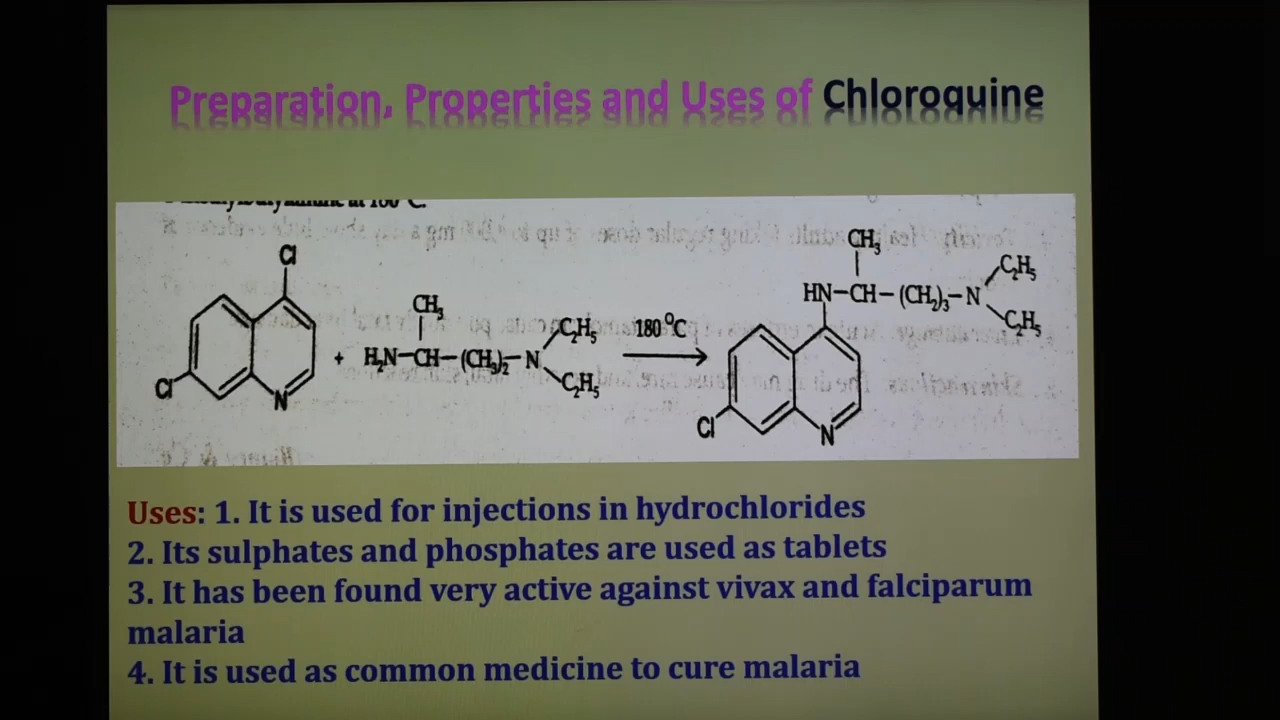 Preparation, Properties and Uses of Chloroquine
at 180°C.
Cl
CH₃
H₂N-CH-(CH₃)₂-N
C₂H₅
C₂H₅
+
Cl
N
180°C
CH₃
HN-CH-(CH₂)₃-N
C₂H₅
C₂H₅
Cl
N
Uses: 1. It is used for injections in hydrochlorides
2. Its sulphates and phosphates are used as tablets
3. It has been found very active against vivax and falciparum
malaria
4. It is used as common medicine to cure malaria